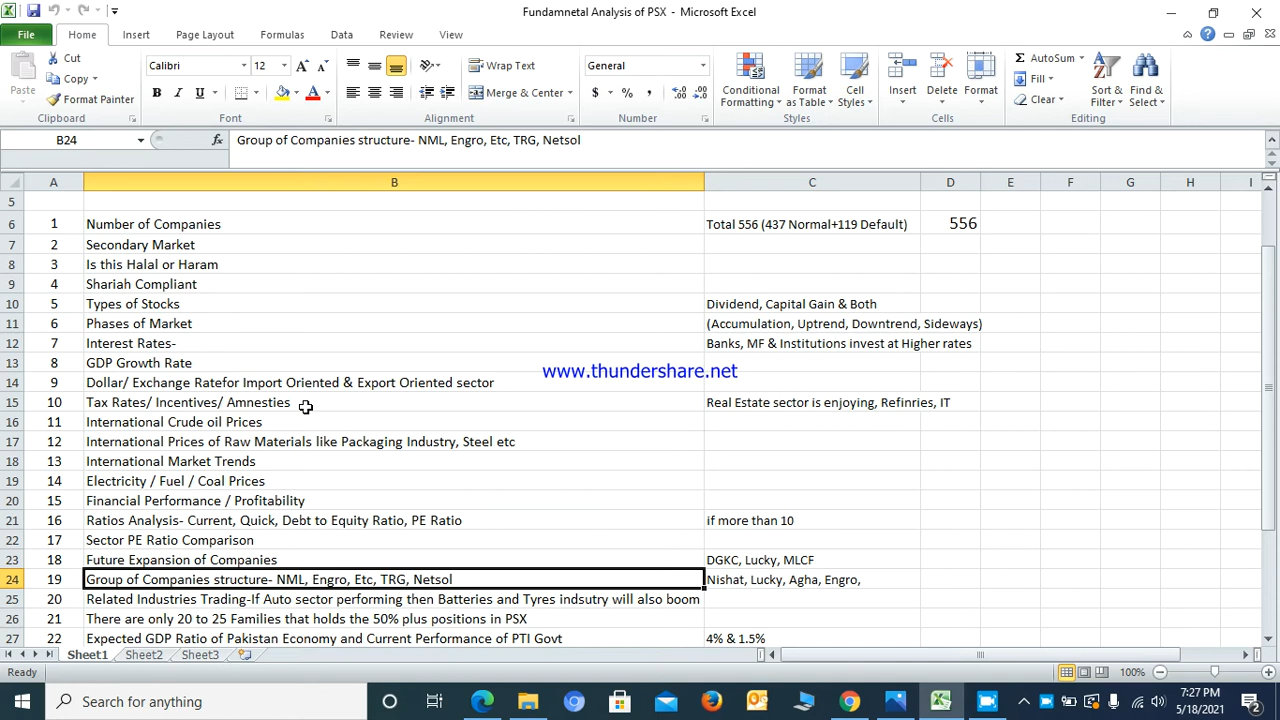 Fundamnetal Analysis of PSX - Microsoft Excel
File Home Insert Page Layout Formulas Data Review View
Cut
Copy
Format Painter
Paste
Clipboard
Calibri 12
B I U A
Font
Wrap Text
Merge & Center
Alignment
General
$ % ,
Number
Conditional Formatting
Format as Table
Cell Styles
Styles
Insert
Delete
Format
Cells
AutoSum
Fill
Clear
Sort & Filter
Find & Select
Editing
B24 fx Group of Companies structure- NML, Engro, Etc, TRG, Netsol
A B C D E F G H I
5
6 1 Number of Companies Total 556 (437 Normal+119 Default) 556
7 2 Secondary Market
8 3 Is this Halal or Haram
9 4 Shariah Compliant
10 5 Types of Stocks Dividend, Capital Gain & Both
11 6 Phases of Market (Accumulation, Uptrend, Downtrend, Sideways)
12 7 Interest Rates- Banks, MF & Institutions invest at Higher rates
13 8 GDP Growth Rate
www.thundershare.net
14 9 Dollar/ Exchange Ratefor Import Oriented & Export Oriented sector
15 10 Tax Rates/ Incentives/ Amnesties Real Estate sector is enjoying, Refinries, IT
16 11 International Crude oil Prices
17 12 International Prices of Raw Materials like Packaging Industry, Steel etc
18 13 International Market Trends
19 14 Electricity / Fuel / Coal Prices
20 15 Financial Performance / Profitability
21 16 Ratios Analysis- Current, Quick, Debt to Equity Ratio, PE Ratio if more than 10
22 17 Sector PE Ratio Comparison
23 18 Future Expansion of Companies DGKC, Lucky, MLCF
24 19 Group of Companies structure- NML, Engro, Etc, TRG, Netsol Nishat, Lucky, Agha, Engro,
25 20 Related Industries Trading-If Auto sector performing then Batteries and Tyres indsutry will also boom
26 21 There are only 20 to 25 Families that holds the 50% plus positions in PSX
27 22 Expected GDP Ratio of Pakistan Economy and Current Performance of PTI Govt 4% & 1.5%
Sheet1 Sheet2 Sheet3
Ready 100%
Search for anything
7:27 PM
5/18/2021
2